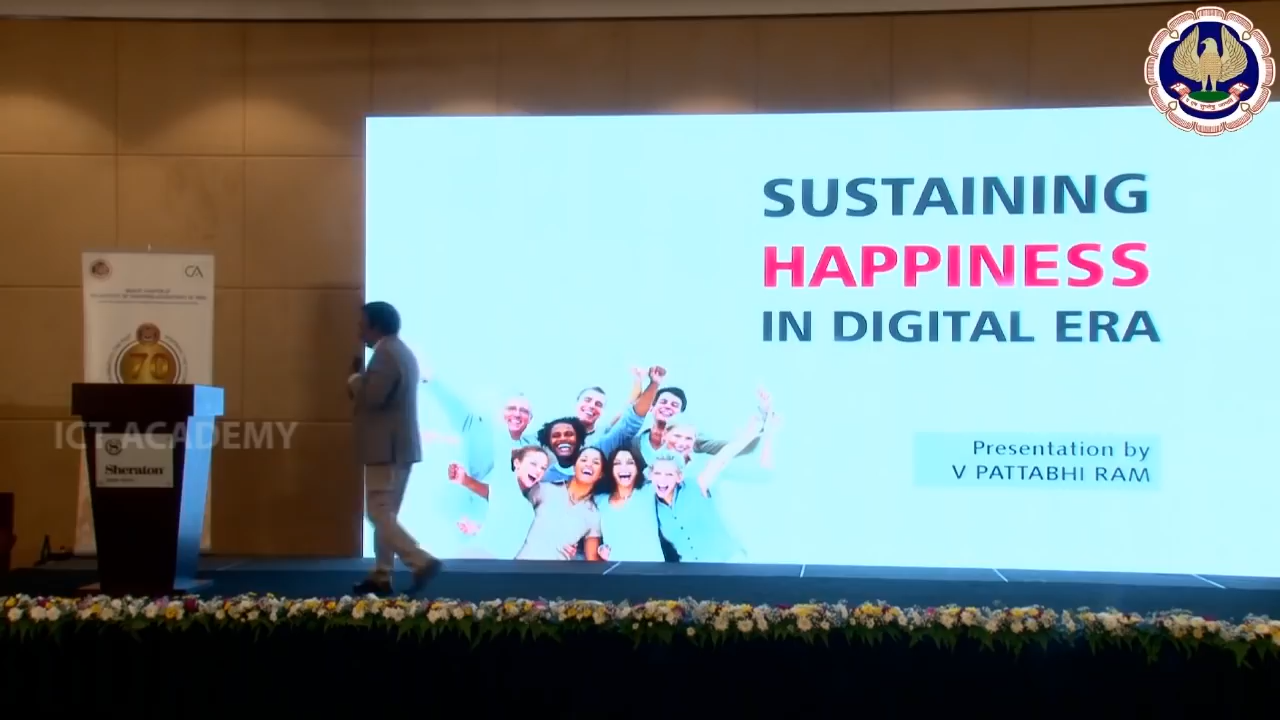 SUSTAINING
HAPPINESS
IN DIGITAL ERA
Presentation by
V PATTABHI RAM
CA
70
ICT ACADEMY
Sheraton